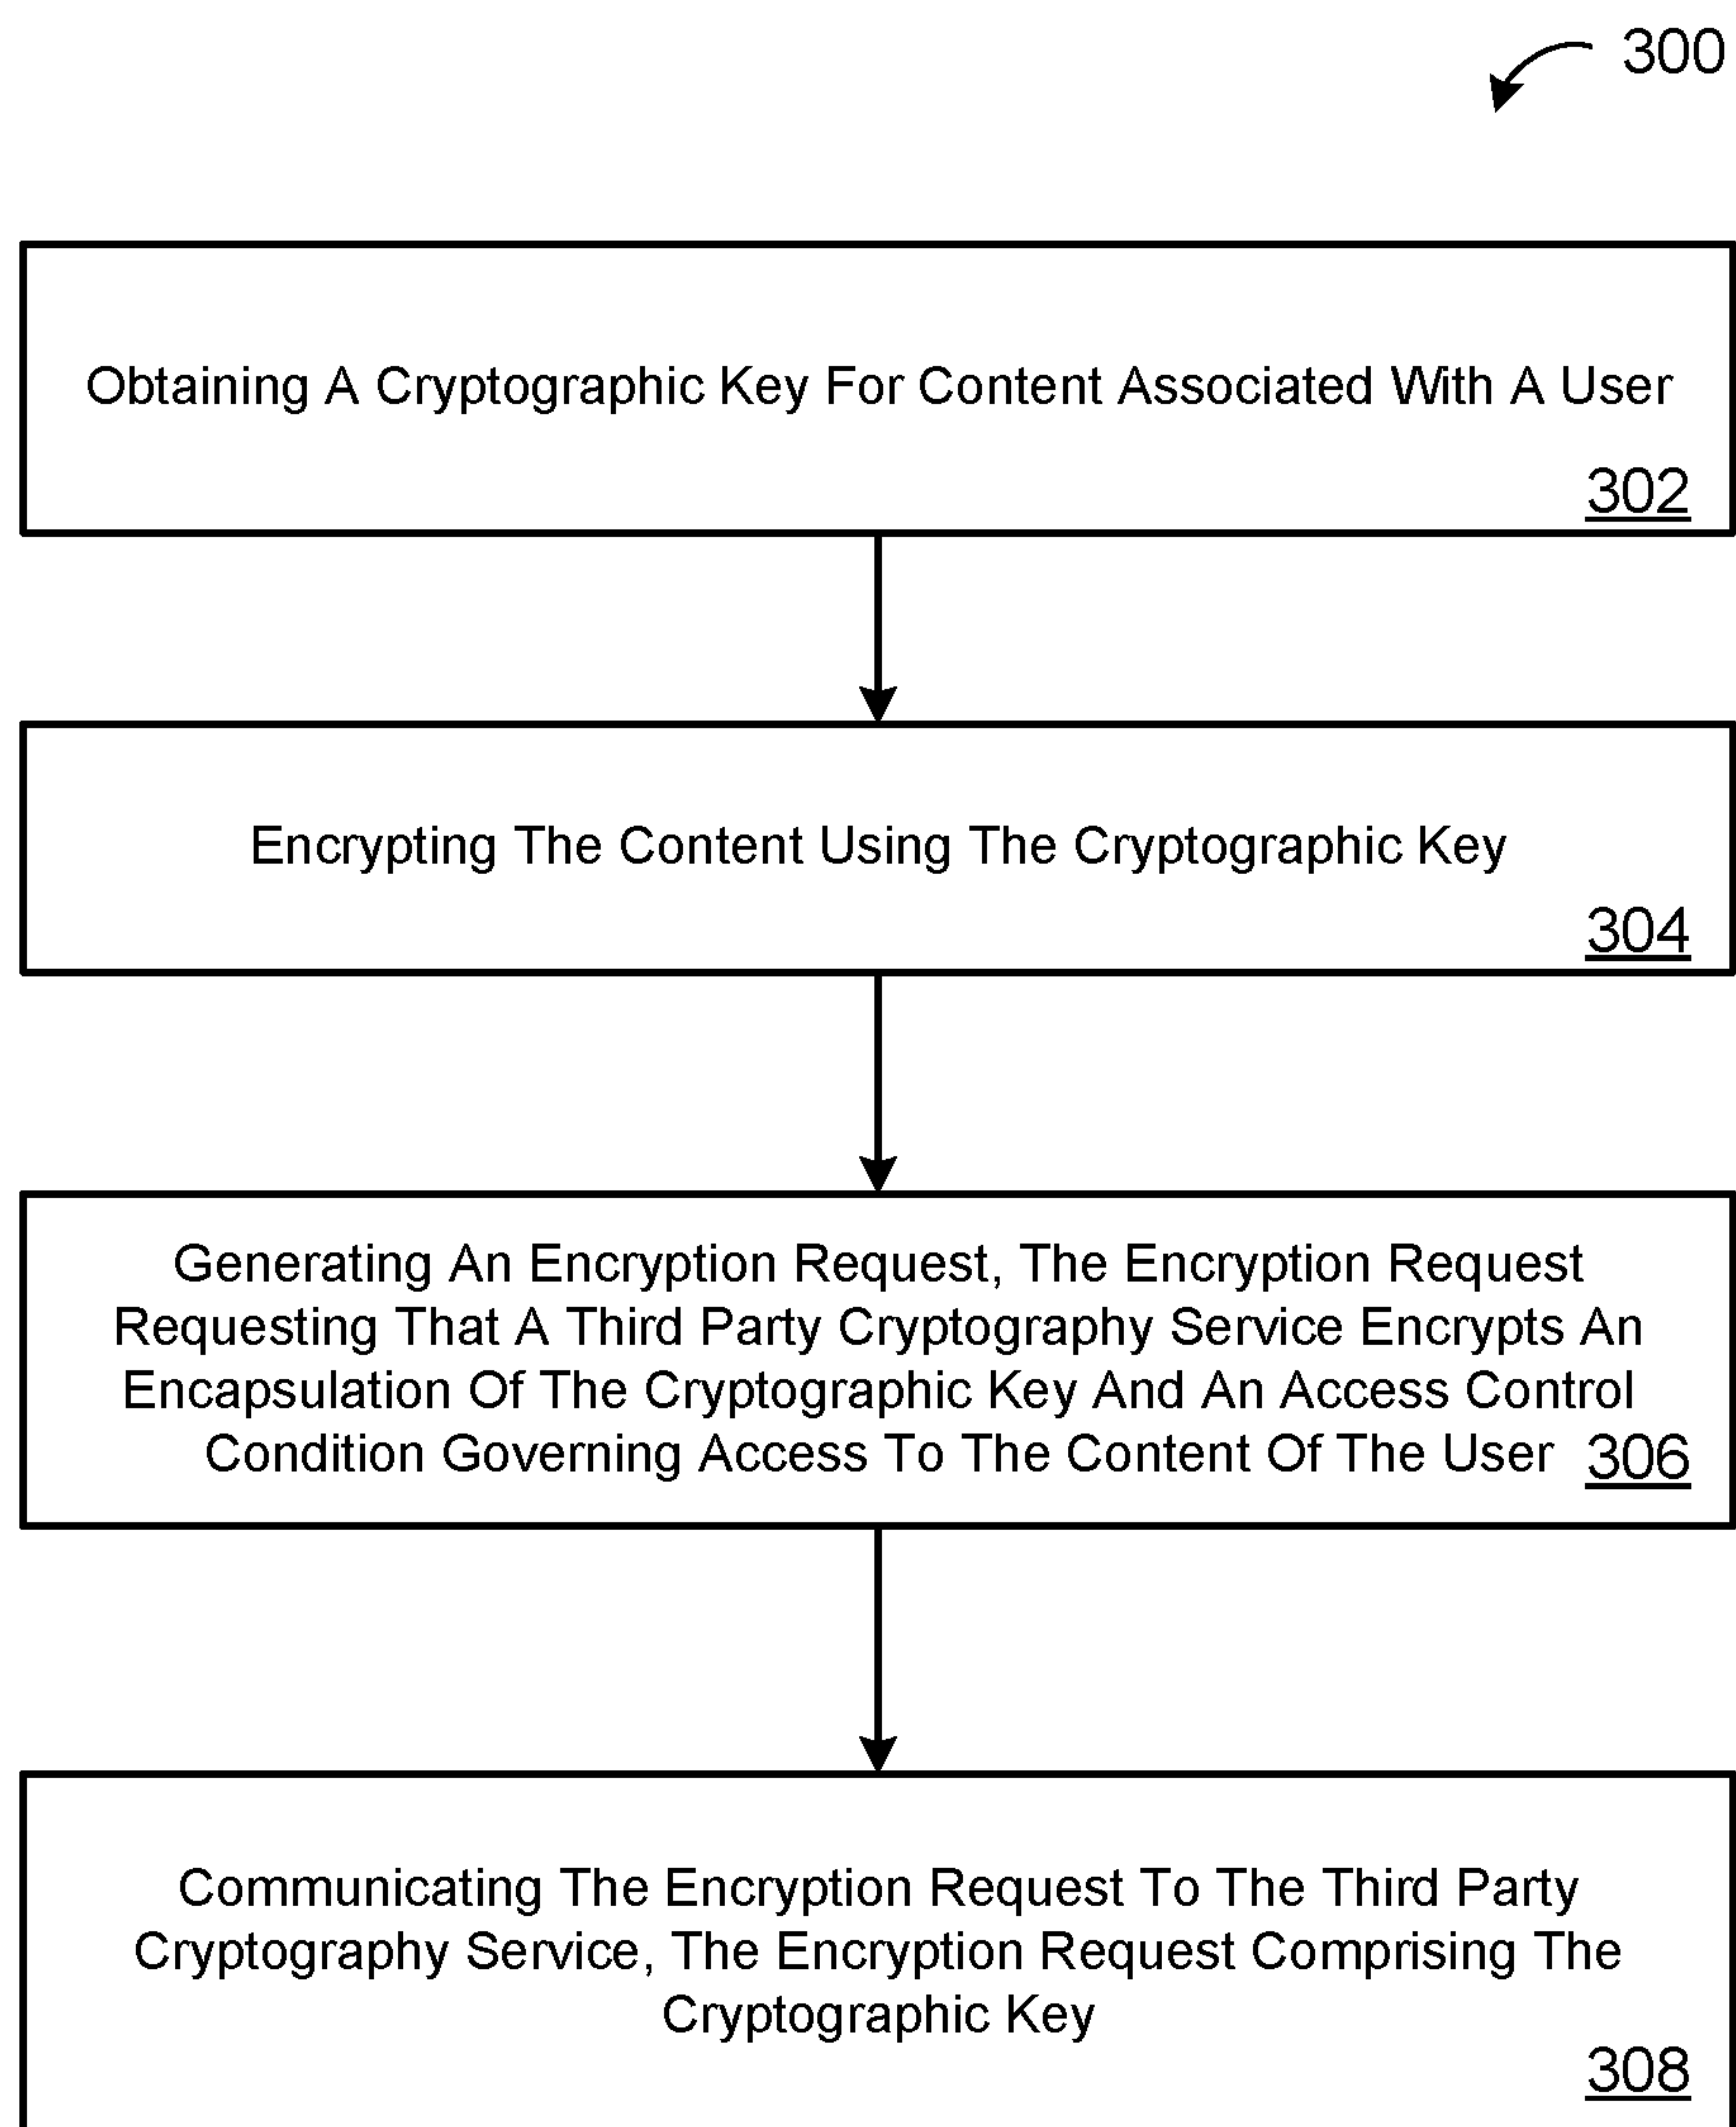 300
Obtaining A Cryptographic Key For Content Associated With A User
302
Encrypting The Content Using The Cryptographic Key
304
Generating An Encryption Request, The Encryption Request
Requesting That A Third Party Cryptography Service Encrypts An
Encapsulation Of The Cryptographic Key And An Access Control
Condition Governing Access To The Content Of The User 306
Communicating The Encryption Request To The Third Party
Cryptography Service, The Encryption Request Comprising The
Cryptographic Key
308